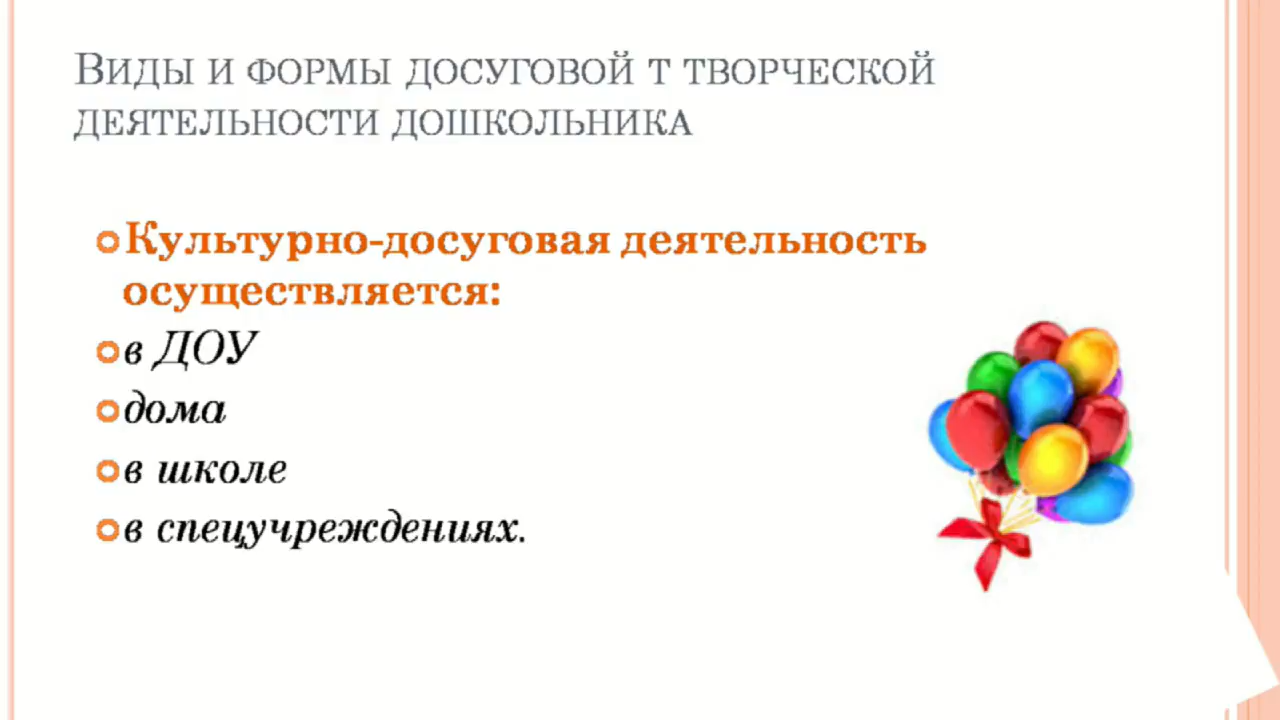 Виды и формы досуговой т творческой
деятельности дошкольника
Культурно-досуговая деятельность
осуществляется:
в ДОУ
дома
в школе
в спецучреждениях.